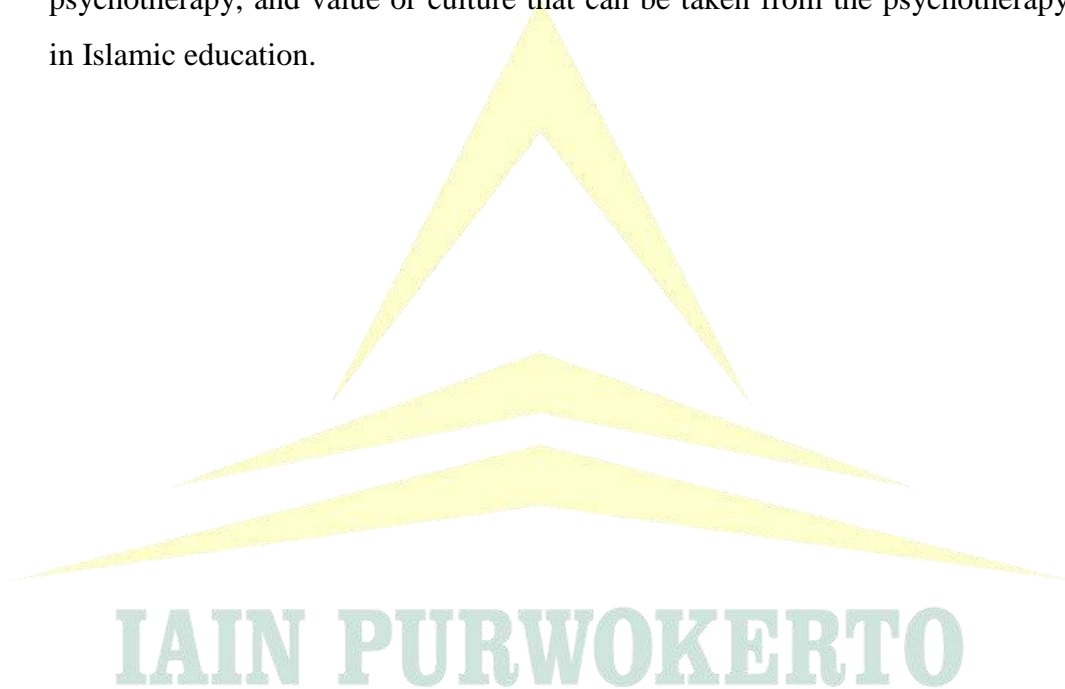 psychotherapy, and value of culture that can be taken from the psychotherapy
in Islamic education.
IAIN PURWOKERTO